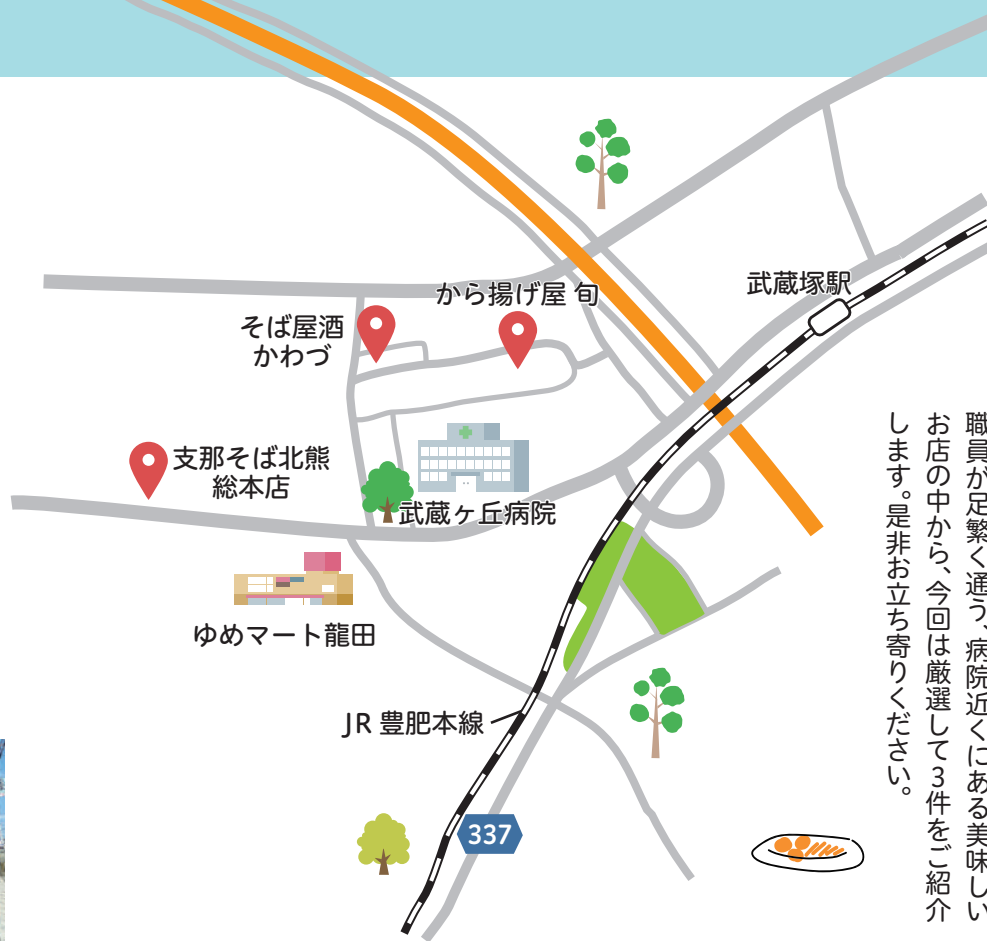 職員が足繁く通う、病院近くにある美味しい
お店の中から、今回は厳選して3件をご紹介
します。是非お立ち寄りください。
武蔵塚駅
から揚げ屋 旬
そば屋酒
かわづ
支那そば北熊
総本店
武蔵ヶ丘病院
ゆめマート龍田
JR 豊肥本線
337